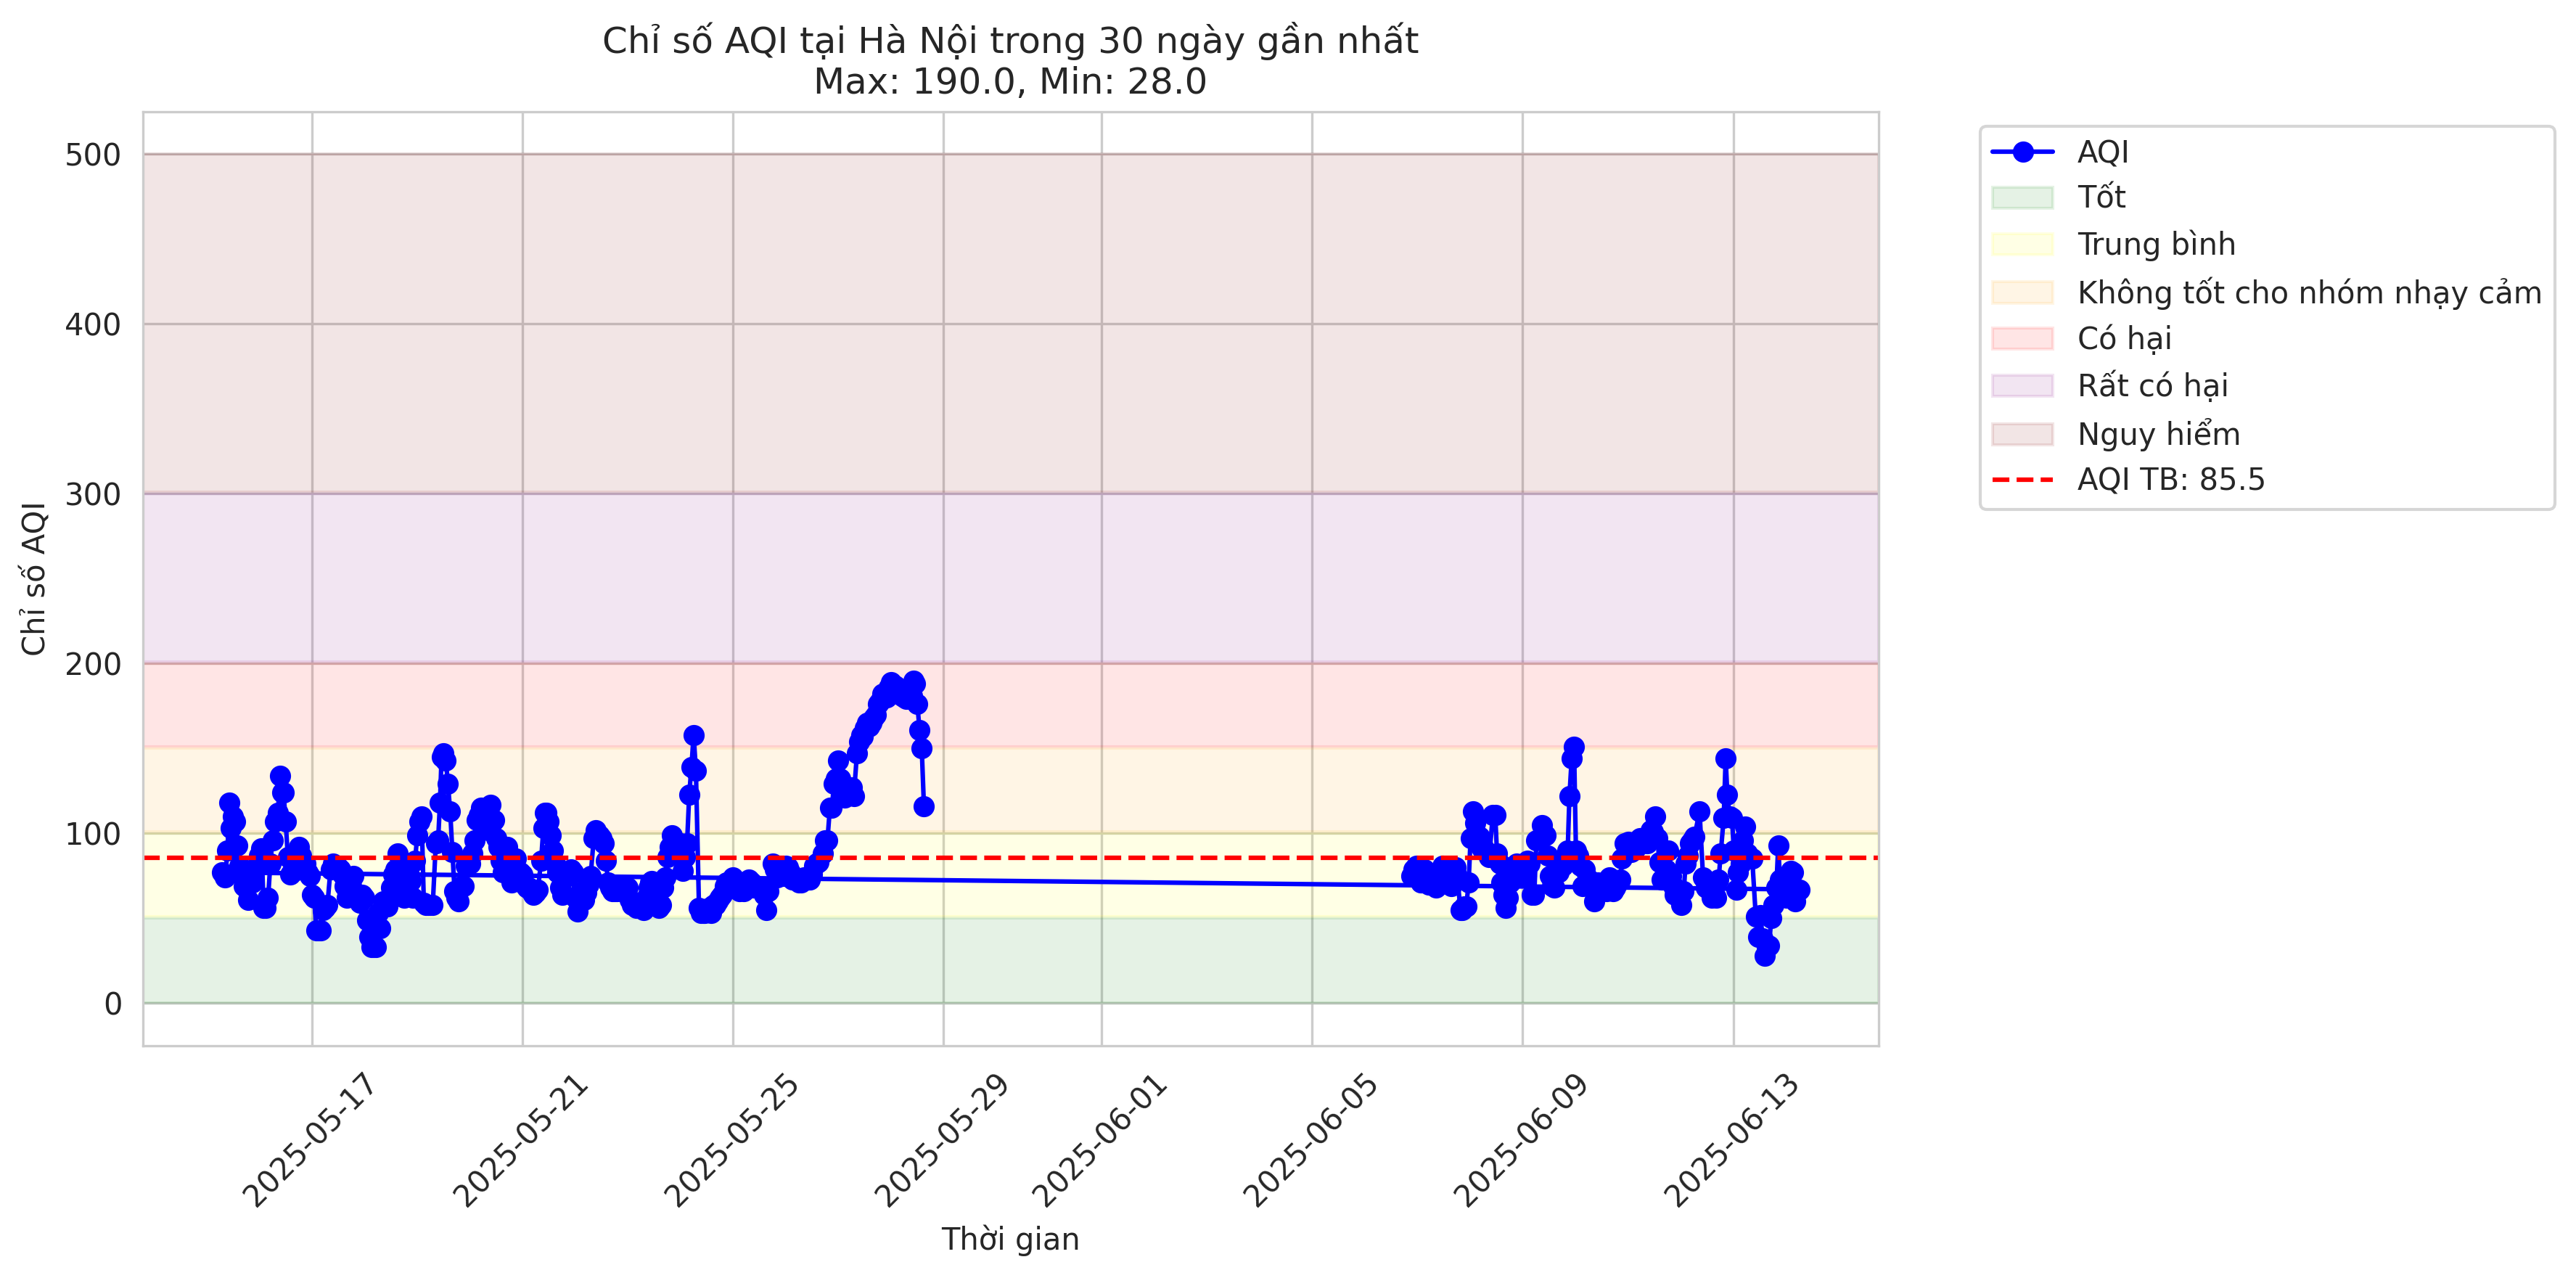 Chỉ số AQI tại Hà Nội trong 30 ngày gần nhất
Max: 190.0, Min: 28.0
Chỉ số AQI
500
400
300
200
100
0
2025-05-17
2025-05-21
2025-05-25
2025-05-29
2025-06-01
2025-06-05
2025-06-09
2025-06-13
Thời gian
AQI
Tốt
Trung bình
Không tốt cho nhóm nhạy cảm
Có hại
Rất có hại
Nguy hiểm
AQI TB: 85.5